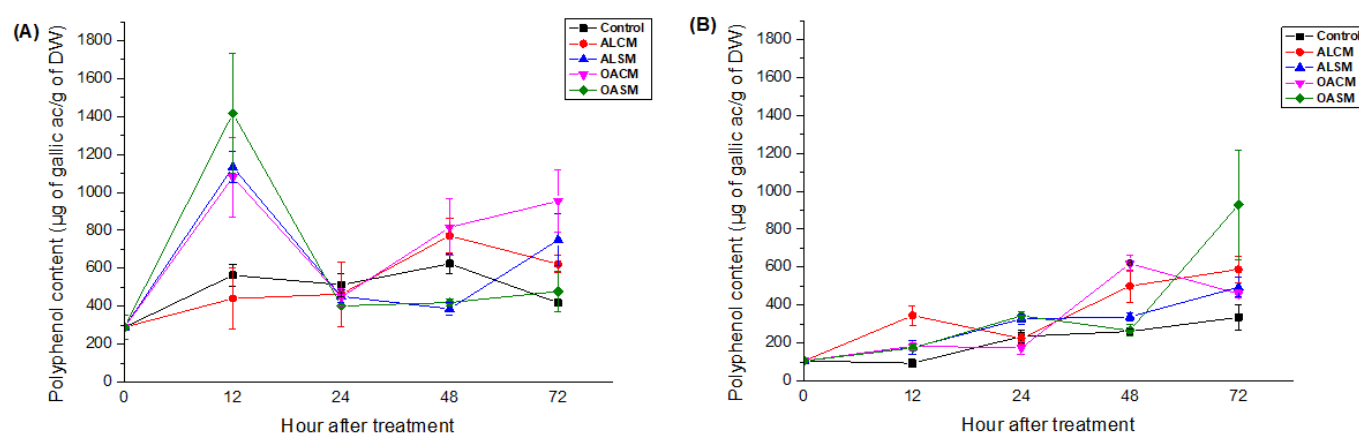 (A)
Polyphenol content (µg of gallic ac/g of DW)
1800
1600
1400
1200
1000
800
600
400
200
0
0 12 24 48 72
Hour after treatment
Control
ALCM
ALSM
OACM
OASM
(B)
Polyphenol content (µg of gallic ac/g of DW)
1800
1600
1400
1200
1000
800
600
400
200
0
0 12 24 48 72
Hour after treatment
Control
ALCM
ALSM
OACM
OASM